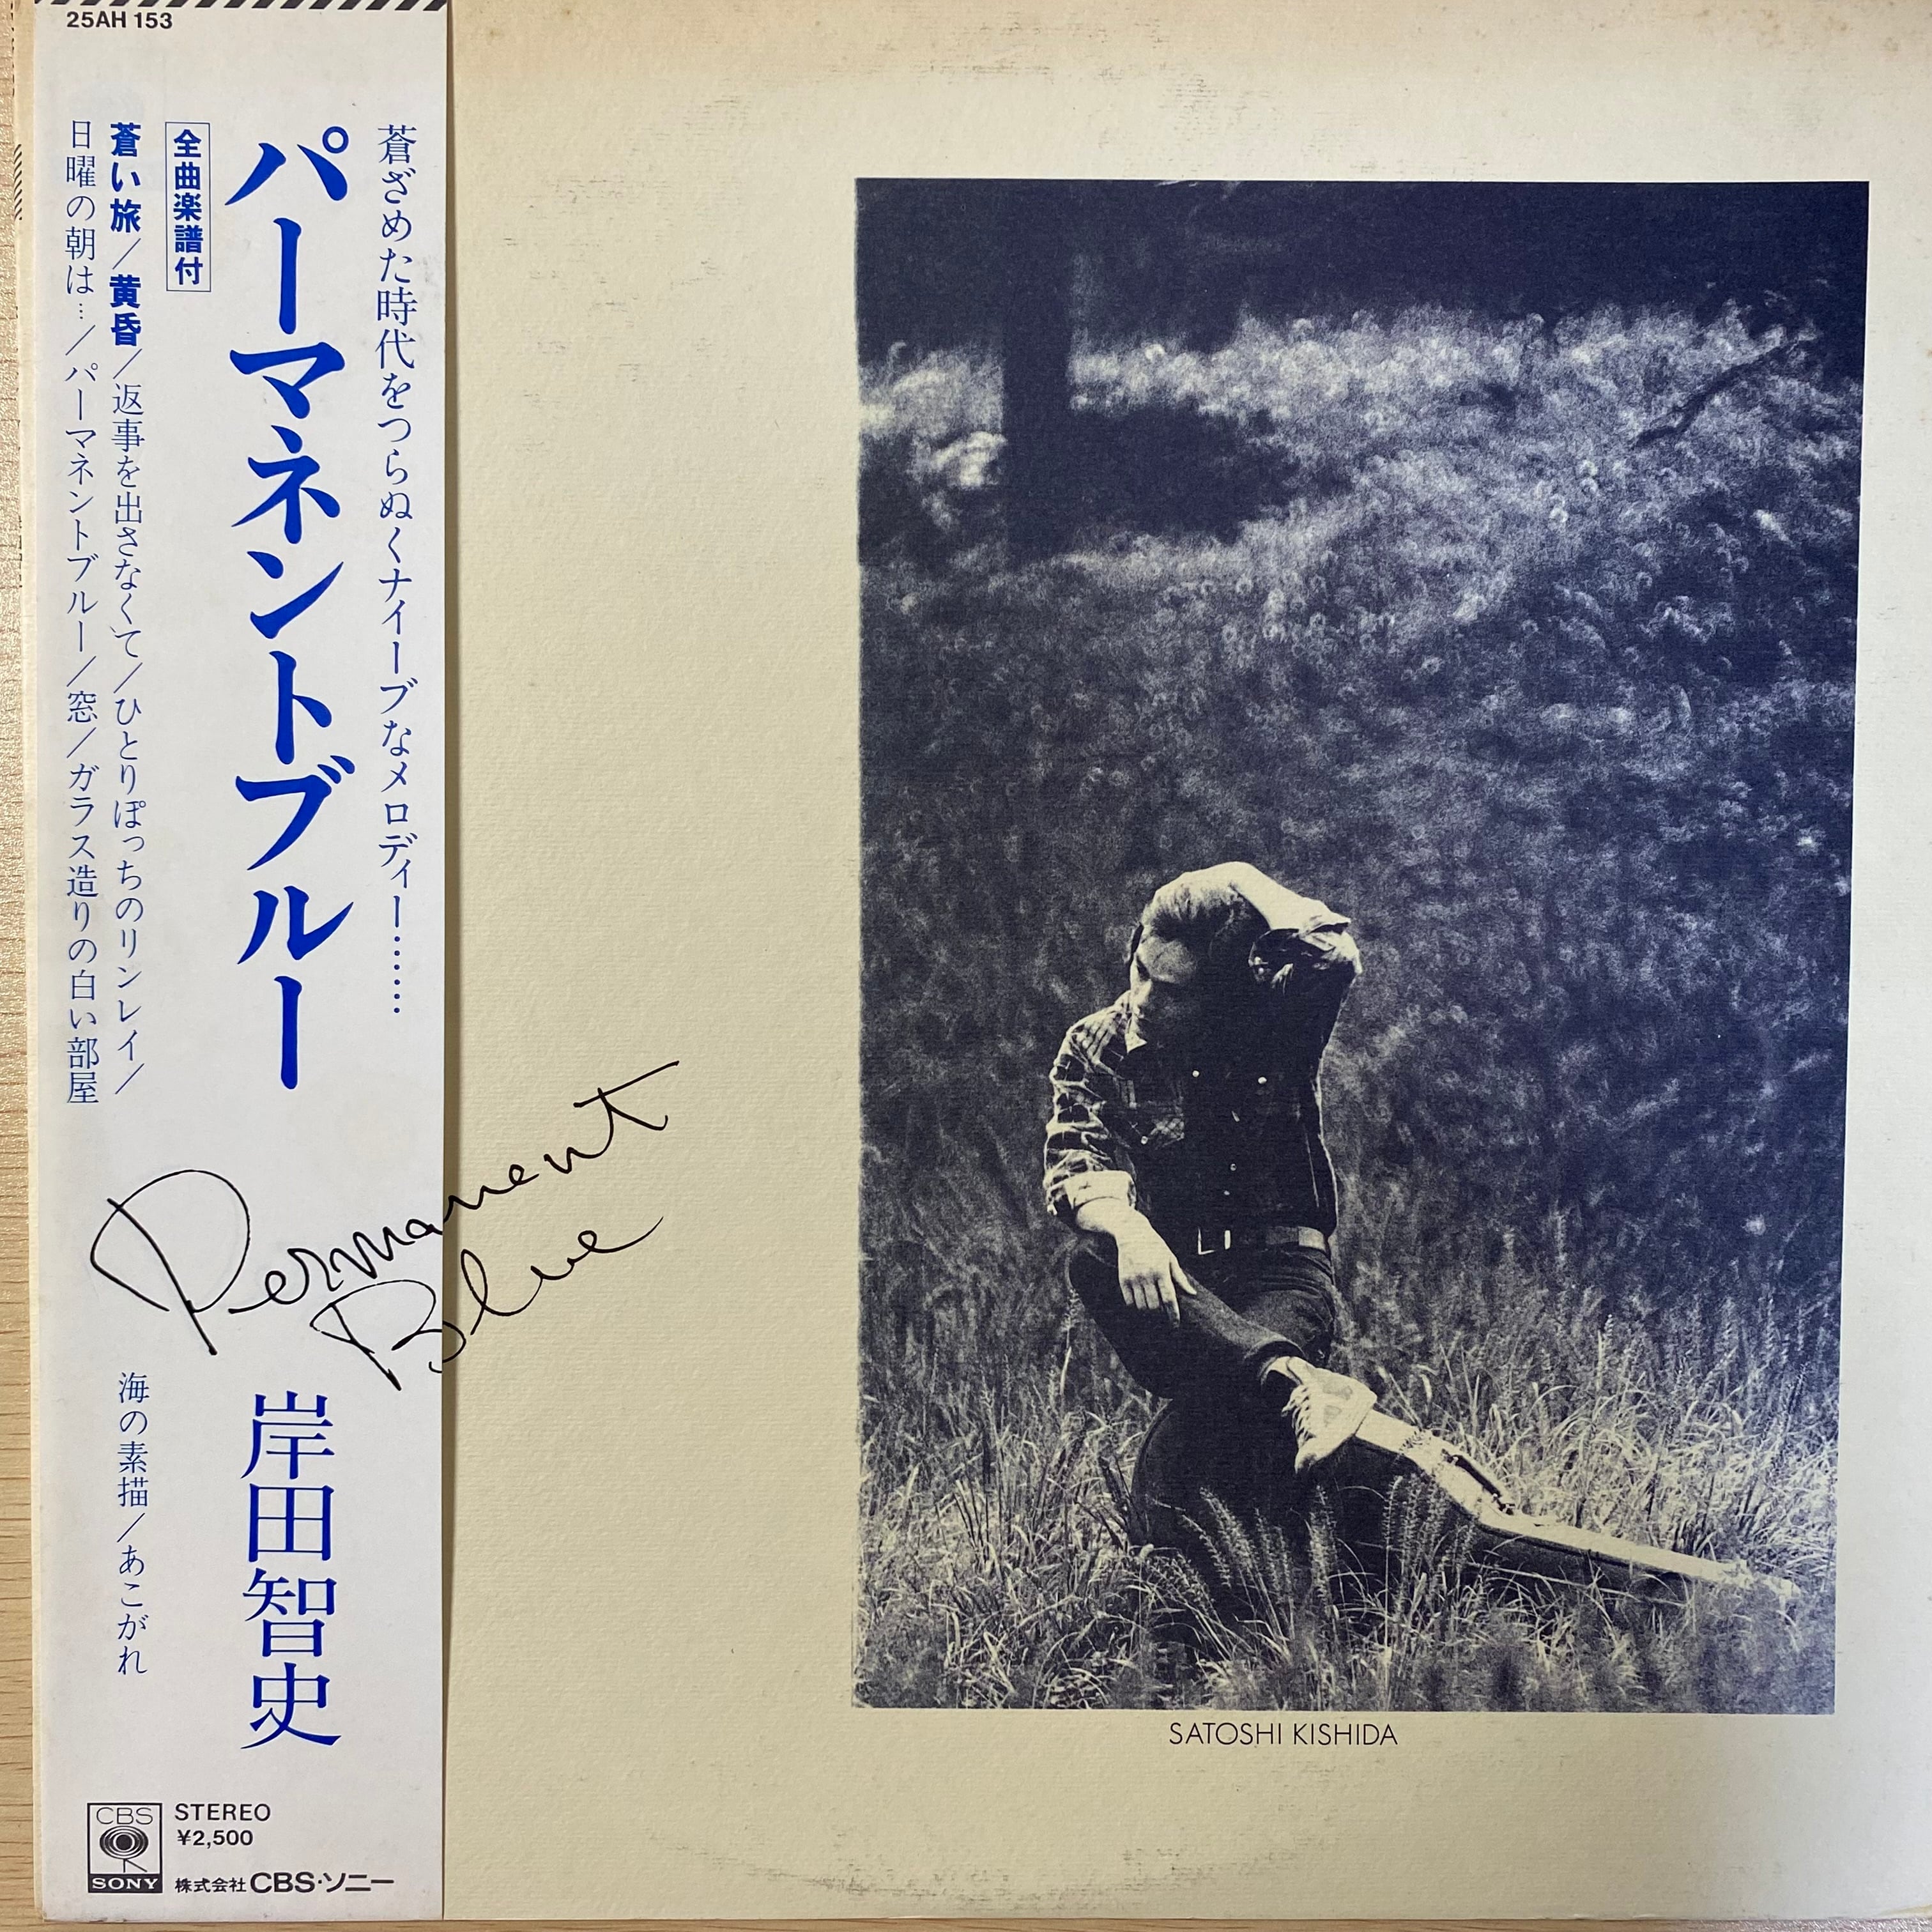 25AH 153
蒼ざめた時代をつらぬくナイーブなメロディー……
パーマネントブルー
全曲楽譜付
蒼い旅／黄昏／返事を出さなくて／ひとりぽっちのリンレイ／
海の素描／あこがれ
日曜の朝は…／パーマネントブルー／窓／ガラス造りの白い部屋
Permanent
Blue
岸田智史
SATOSHI KISHIDA
CBS
SONY
STEREO
¥2,500
株式会社CBS・ソニー